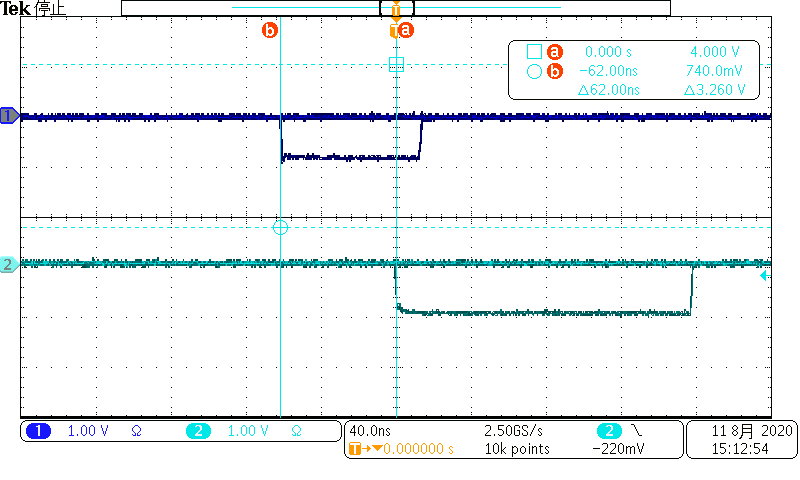 Tek 停止
T
b T a
a 0.000 s 4.000 V
b −62.00ns 740.0mV
△62.00ns △3.260 V
1
2
1 1.00 V Ω 2 1.00 V Ω
40.0ns 2.50GS/s 2 −220mV
T→▼0.000000 s 10k points
11 8月 2020
15:12:54